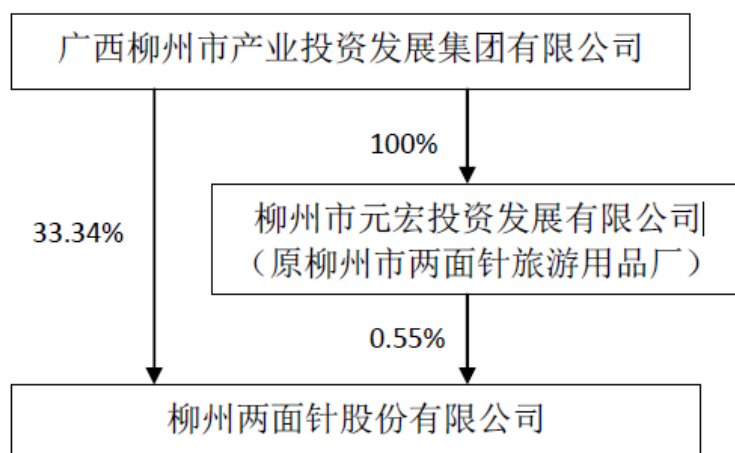 广西柳州市产业投资发展集团有限公司
100%
33.34%
柳州市元宏投资发展有限公司
（原柳州市两面针旅游用品厂）
0.55%
柳州两面针股份有限公司